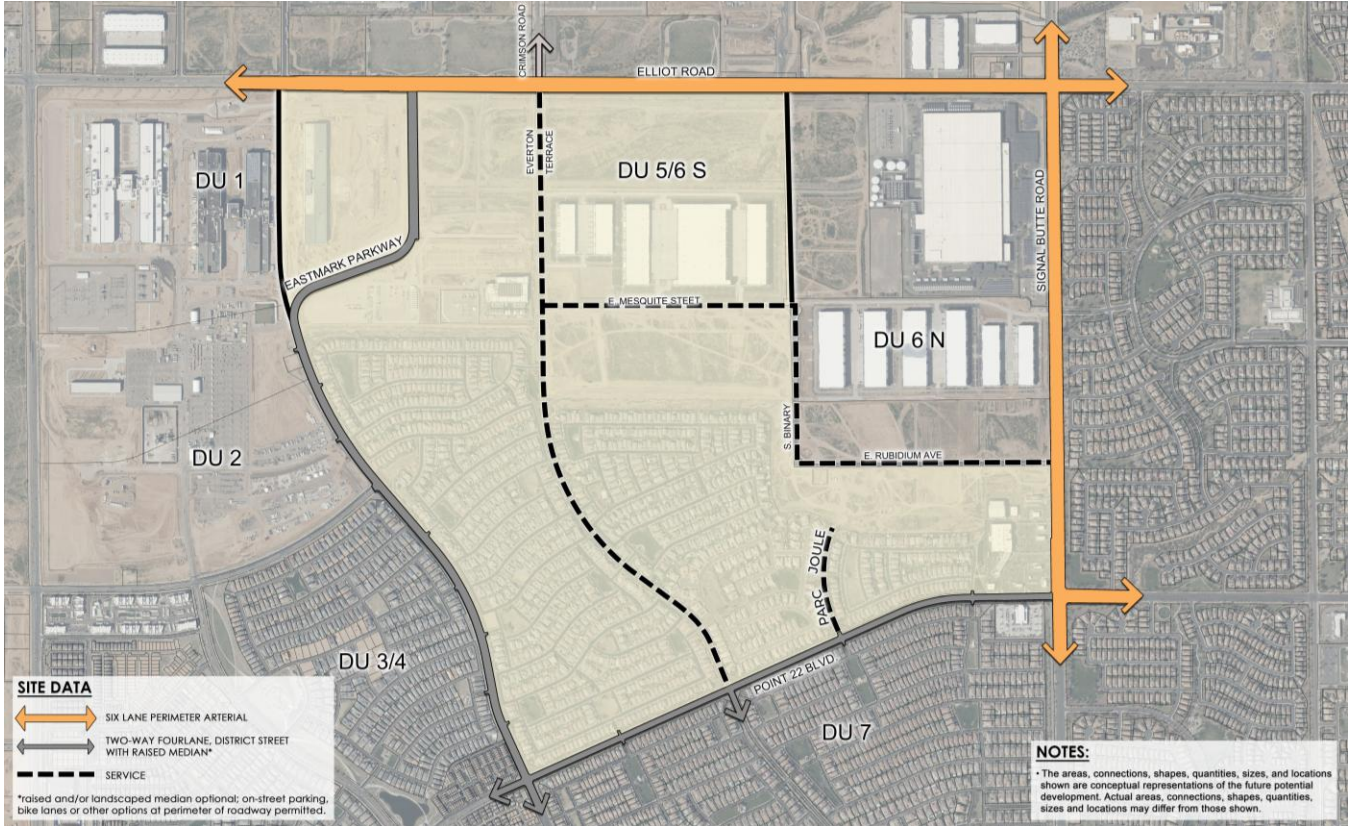 CRIMSON ROAD
ELLIOT ROAD
EVERTON
TERRACE
DU 1
DU 5/6 S
SIGNAL BUTTE ROAD
EASTMARK PARKWAY
E. MESQUITE STEET
DU 6 N
S. BINARY
DU 2
E. RUBIDIUM AVE
PARC JOULE
DU 3/4
POINT 22 BLVD.
DU 7
SITE DATA
SIX LANE PERIMETER ARTERIAL
TWO-WAY FOURLANE, DISTRICT STREET
WITH RAISED MEDIAN*
SERVICE
*raised and/or landscaped median optional; on-street parking,
bike lanes or other options at perimeter of roadway permitted.
NOTES:
• The areas, connections, shapes, quantities, sizes, and locations
shown are conceptual representations of the future potential
development. Actual areas, connections, shapes, quantities,
sizes and locations may differ from those shown.